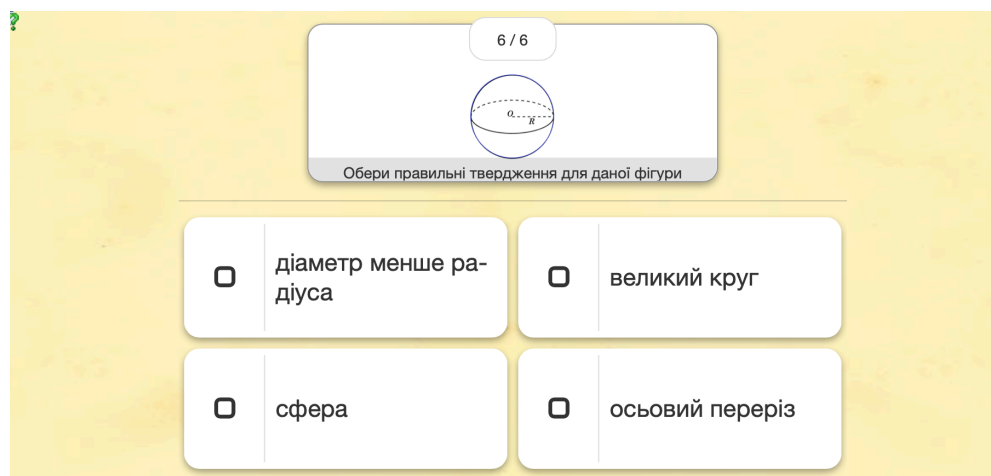 6 / 6
O
R
Обери правильні твердження для даної фігури
діаметр менше ра-
діуса
великий круг
сфера
осьовий переріз